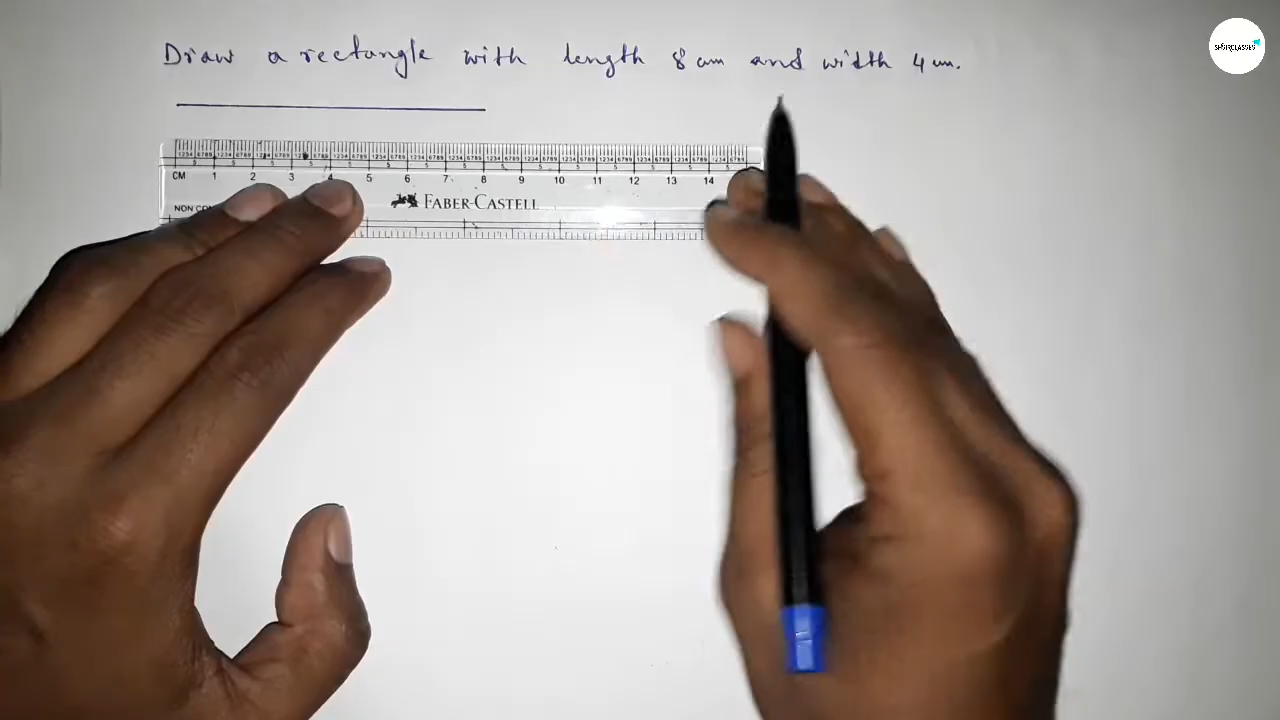 Draw a rectangle with length 8 cm and width 4 cm.
SHSIRCLASSES
CM 1 2 3 4 5 6 7 8 9 10 11 12 13 14
FABER-CASTELL